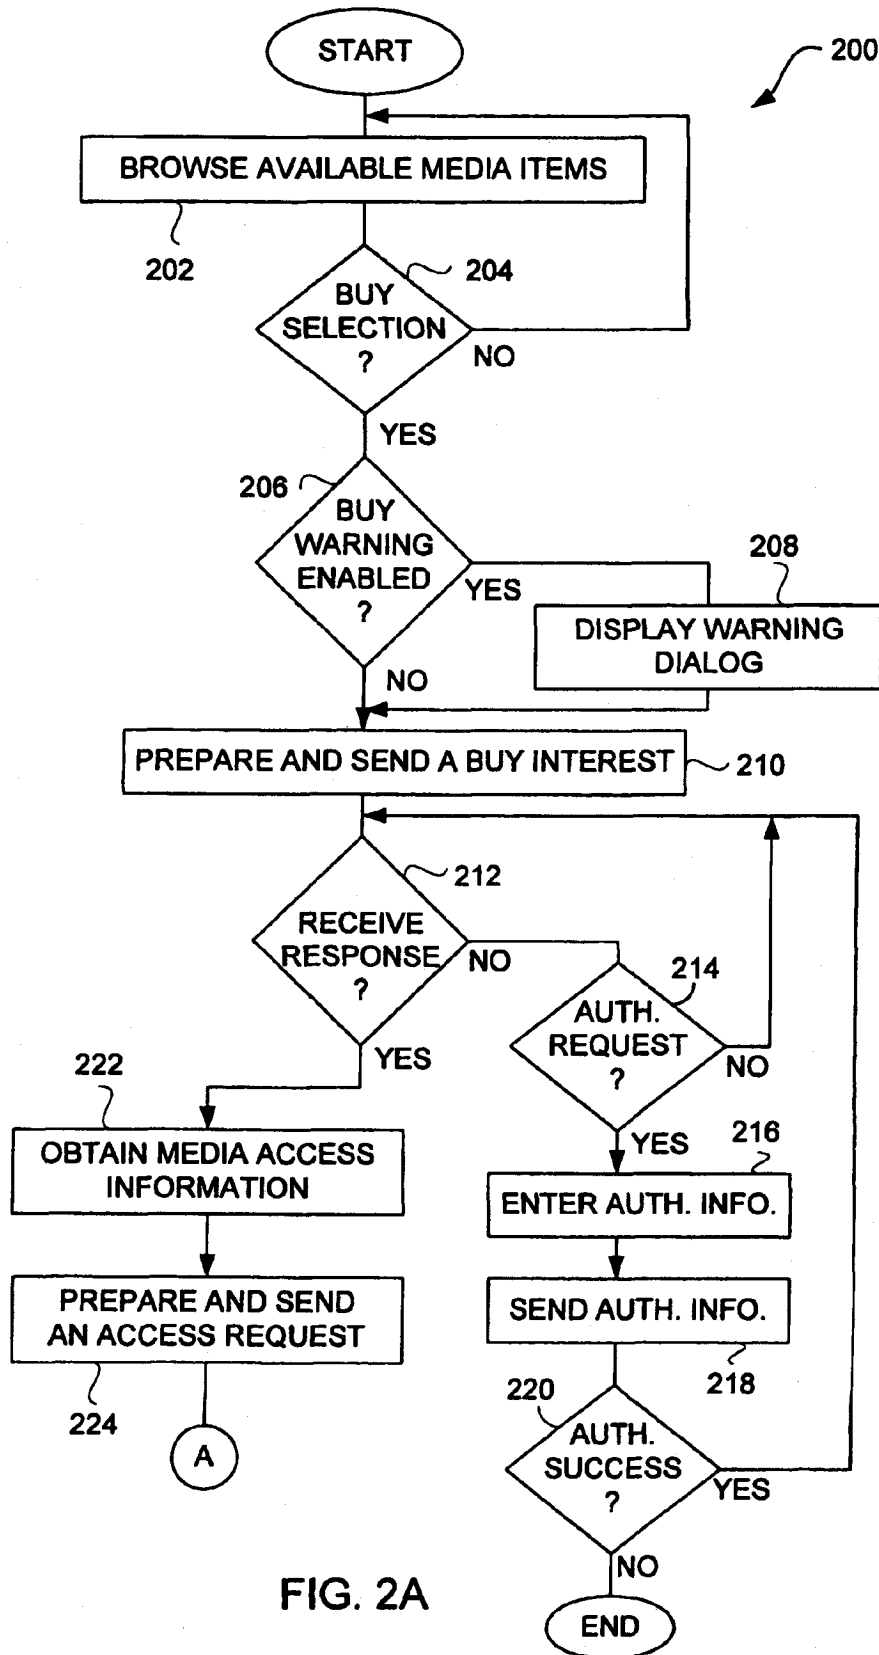 START
200
BROWSE AVAILABLE MEDIA ITEMS
202
204
BUY
SELECTION
?
NO
YES
206
BUY
WARNING
ENABLED
?
YES
208
DISPLAY WARNING
DIALOG
NO
PREPARE AND SEND A BUY INTEREST
210
212
RECEIVE
RESPONSE
?
NO
214
AUTH.
REQUEST
?
NO
YES
222
OBTAIN MEDIA ACCESS
INFORMATION
YES
216
ENTER AUTH. INFO.
PREPARE AND SEND
AN ACCESS REQUEST
224
A
SEND AUTH. INFO.
218
220
AUTH.
SUCCESS
?
YES
NO
END
FIG. 2A